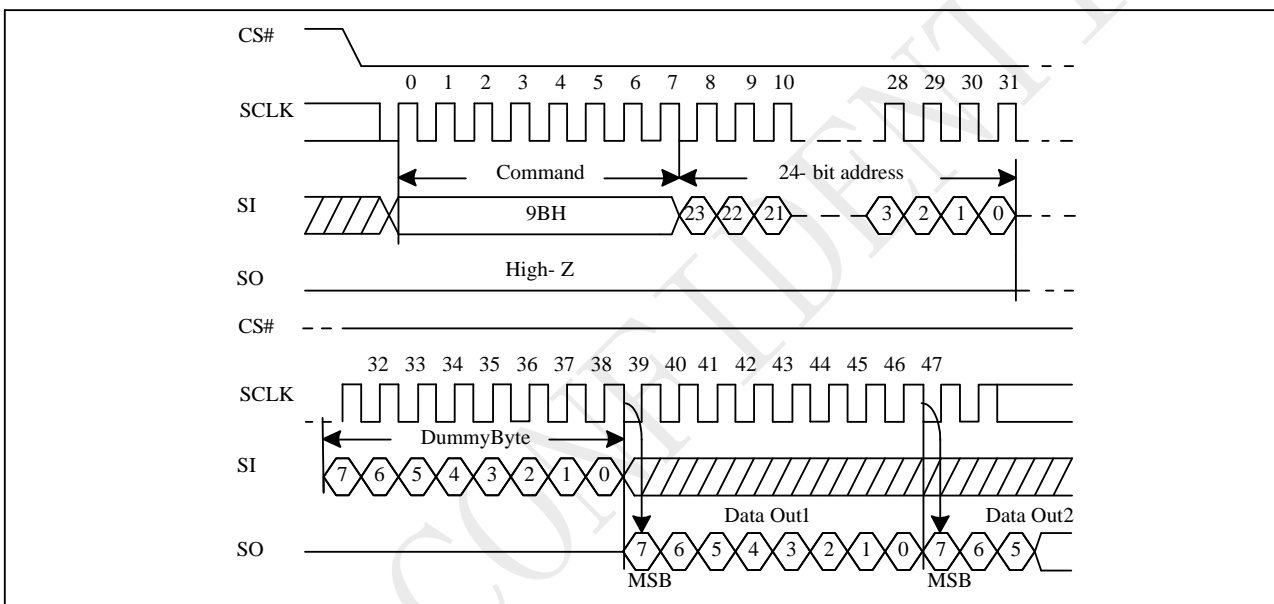 CS#
0 1 2 3 4 5 6 7 8 9 10 28 29 30 31
SCLK
Command 24- bit address
SI 9BH 23 22 21 3 2 1 0
High- Z
SO
CS#
32 33 34 35 36 37 38 39 40 41 42 43 44 45 46 47
SCLK
DummyByte
SI 7 6 5 4 3 2 1 0
Data Out1 Data Out2
SO 7 6 5 4 3 2 1 0 7 6 5
MSB MSB
CONFIDENT